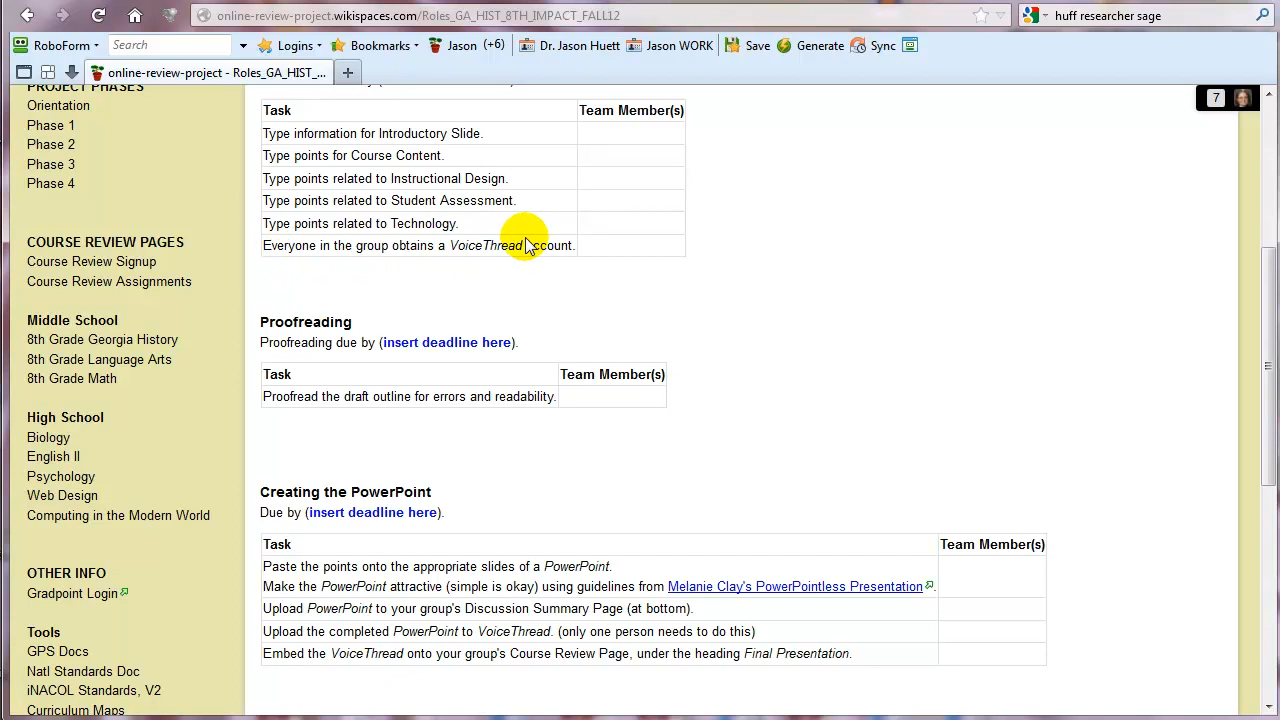 online-review-project.wikispaces.com/Roles_GA_HIST_8TH_IMPACT_FALL12
huff researcher sage
RoboForm
Search
Logins
Bookmarks
Jason (+6)
Dr. Jason Huett
Jason WORK
Save
Generate
Sync
online-review-project - Roles_GA_HIST_...
7
PROJECT PHASES
Orientation
Phase 1
Phase 2
Phase 3
Phase 4
COURSE REVIEW PAGES
Course Review Signup
Course Review Assignments
Middle School
8th Grade Georgia History
8th Grade Language Arts
8th Grade Math
High School
Biology
English II
Psychology
Web Design
Computing in the Modern World
OTHER INFO
Gradpoint Login
Tools
GPS Docs
Natl Standards Doc
iNACOL Standards, V2
Curriculum Maps
Task Team Member(s)
Type information for Introductory Slide.
Type points for Course Content.
Type points related to Instructional Design.
Type points related to Student Assessment.
Type points related to Technology.
Everyone in the group obtains a VoiceThread account.
Proofreading
Proofreading due by (insert deadline here).
Task Team Member(s)
Proofread the draft outline for errors and readability.
Creating the PowerPoint
Due by (insert deadline here).
Task Team Member(s)
Paste the points onto the appropriate slides of a PowerPoint.
Make the PowerPoint attractive (simple is okay) using guidelines from Melanie Clay's PowerPointless Presentation.
Upload PowerPoint to your group's Discussion Summary Page (at bottom).
Upload the completed PowerPoint to VoiceThread. (only one person needs to do this)
Embed the VoiceThread onto your group's Course Review Page, under the heading Final Presentation.